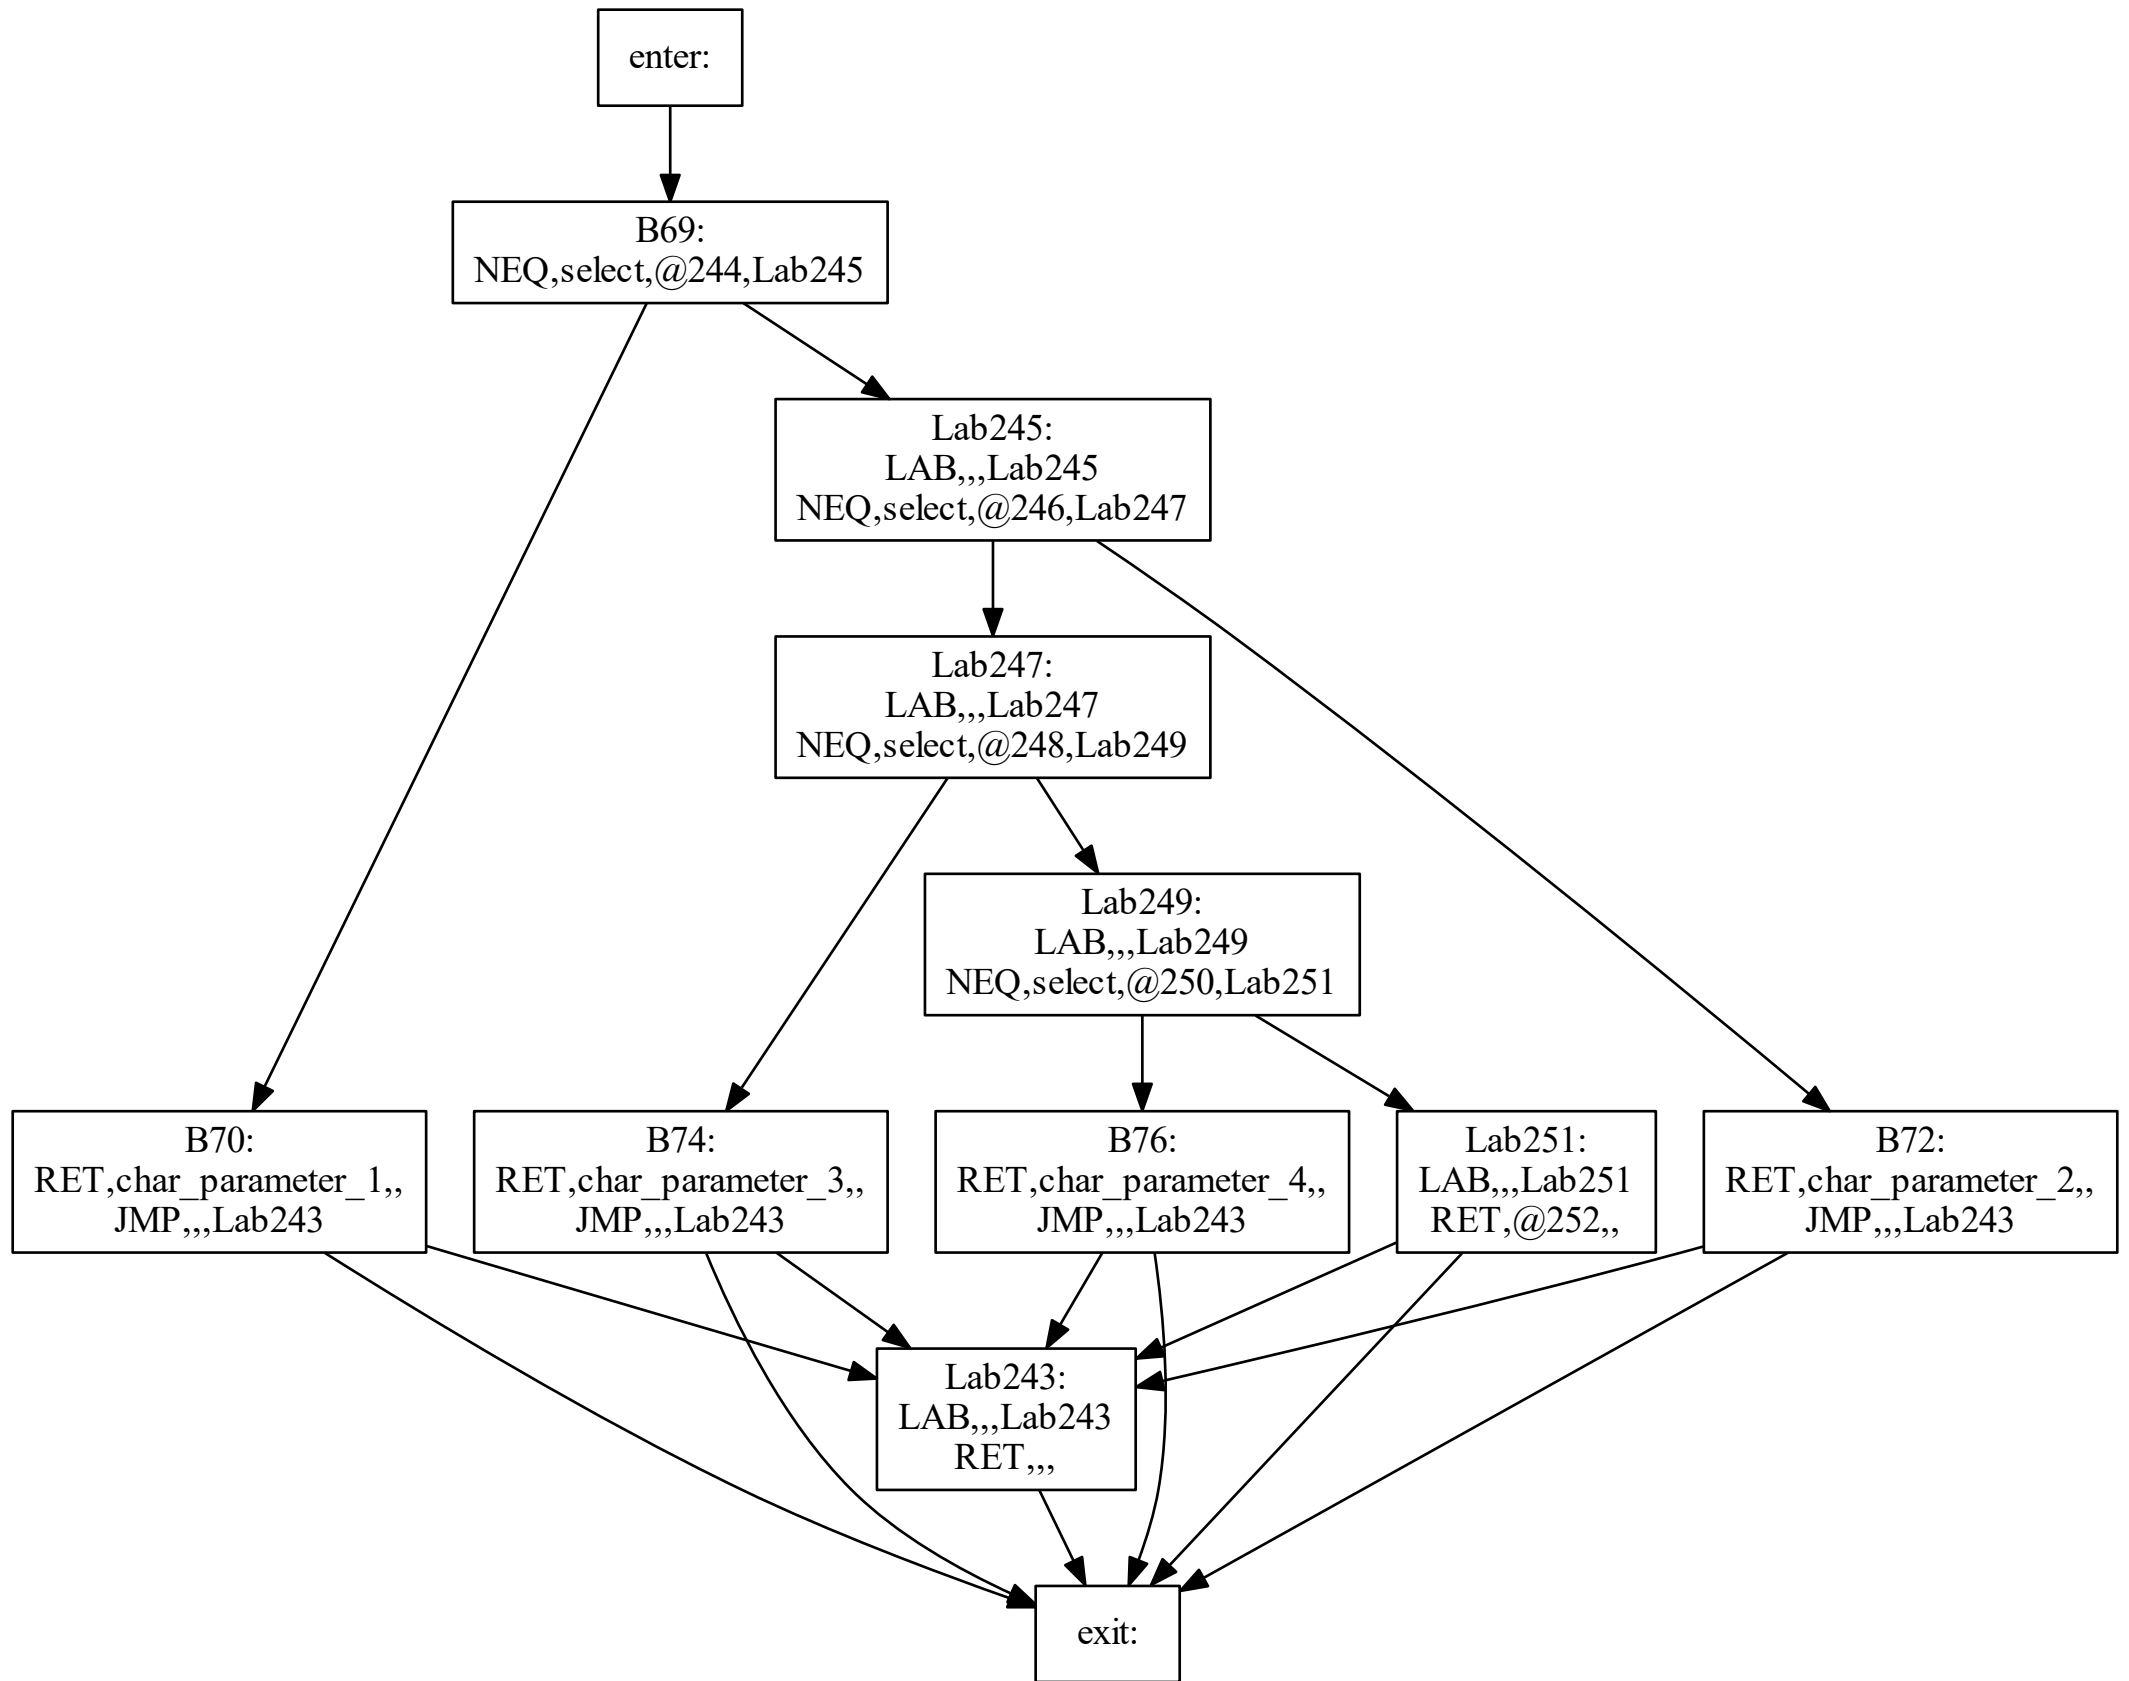 enter:
B69:
NEQ,select,@244,Lab245
Lab245:
LAB,,,Lab245
NEQ,select,@246,Lab247
Lab247:
LAB,,,Lab247
NEQ,select,@248,Lab249
Lab249:
LAB,,,Lab249
NEQ,select,@250,Lab251
B70:
RET,char_parameter_1,,
JMP,,,Lab243
B74:
RET,char_parameter_3,,
JMP,,,Lab243
B76:
RET,char_parameter_4,,
JMP,,,Lab243
Lab251:
LAB,,,Lab251
RET,@252,,
B72:
RET,char_parameter_2,,
JMP,,,Lab243
Lab243:
LAB,,,Lab243
RET,,,
exit: